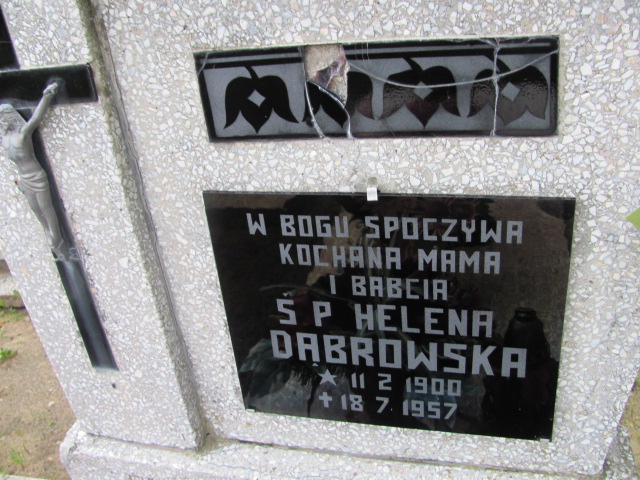 W BOGU SPOCZYWA
KOCHANA MAMA
I BABCIA
Ś P HELENA
DĄBROWSKA
★ 11 2 1900
✝ 18 7 1957